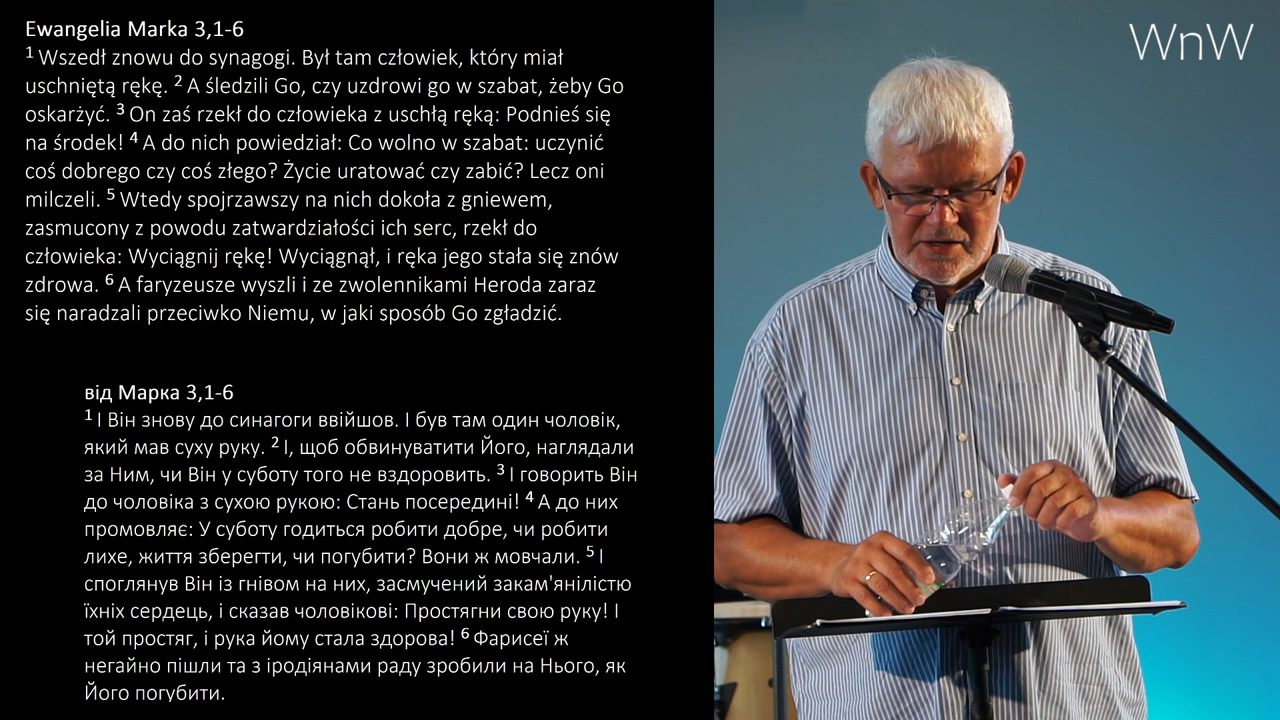 Ewangelia Marka 3,1-6
1 Wszedł znowu do synagogi. Był tam człowiek, który miał
uschniętą rękę. 2 A śledzili Go, czy uzdrowi go w szabat, żeby Go
oskarżyć. 3 On zaś rzekł do człowieka z uschłą ręką: Podnieś się
na środek! 4 A do nich powiedział: Co wolno w szabat: uczynić
coś dobrego czy coś złego? Życie uratować czy zabić? Lecz oni
milczeli. 5 Wtedy spojrzawszy na nich dokoła z gniewem,
zasmucony z powodu zatwardziałości ich serc, rzekł do
człowieka: Wyciągnij rękę! Wyciągnął, i ręka jego stała się znów
zdrowa. 6 A faryzeusze wyszli i ze zwolennikami Heroda zaraz
się naradzali przeciwko Niemu, w jaki sposób Go zgładzić.
від Марка 3,1-6
1 І Він знову до синагоги ввійшов. І був там один чоловік,
який мав суху руку. 2 І, щоб обвинуватити Його, наглядали
за Ним, чи Він у суботу того не вздоровить. 3 І говорить Він
до чоловіка з сухою рукою: Стань посередині! 4 А до них
промовляє: У суботу годиться робити добре, чи робити
лихе, життя зберегти, чи погубити? Вони ж мовчали. 5 І
споглянув Він із гнівом на них, засмучений закам'янілістю
їхніх сердець, і сказав чоловікові: Простягни свою руку! І
той простяг, і рука йому стала здорова! 6 Фарисеї ж
негайно пішли та з іродіянами раду зробили на Нього, як
Його погубити.
WnW